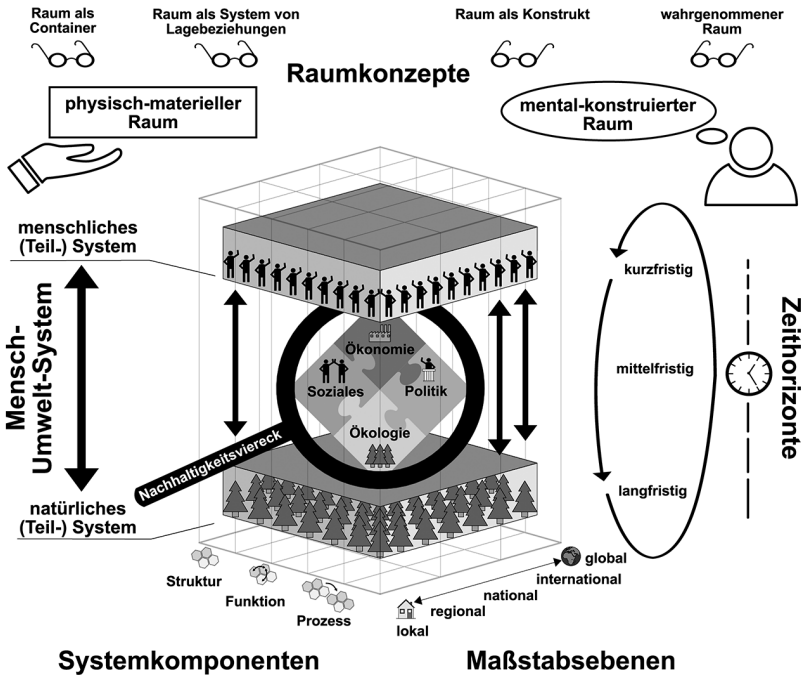 Raum als
Container
Raum als System von
Lagebeziehungen
Raum als Konstrukt
wahrgenommener
Raum
Raumkonzepte
physisch-materieller
Raum
mental-konstruierter
Raum
menschliches
(Teil-) System
Mensch-
Umwelt-System
natürliches
(Teil-) System
Ökonomie
Soziales
Politik
Ökologie
Nachhaltigkeitsviereck
kurzfristig
mittelfristig
langfristig
Zeithorizonte
Struktur
Funktion
Prozess
lokal
regional
national
international
global
Systemkomponenten
Maßstabsebenen